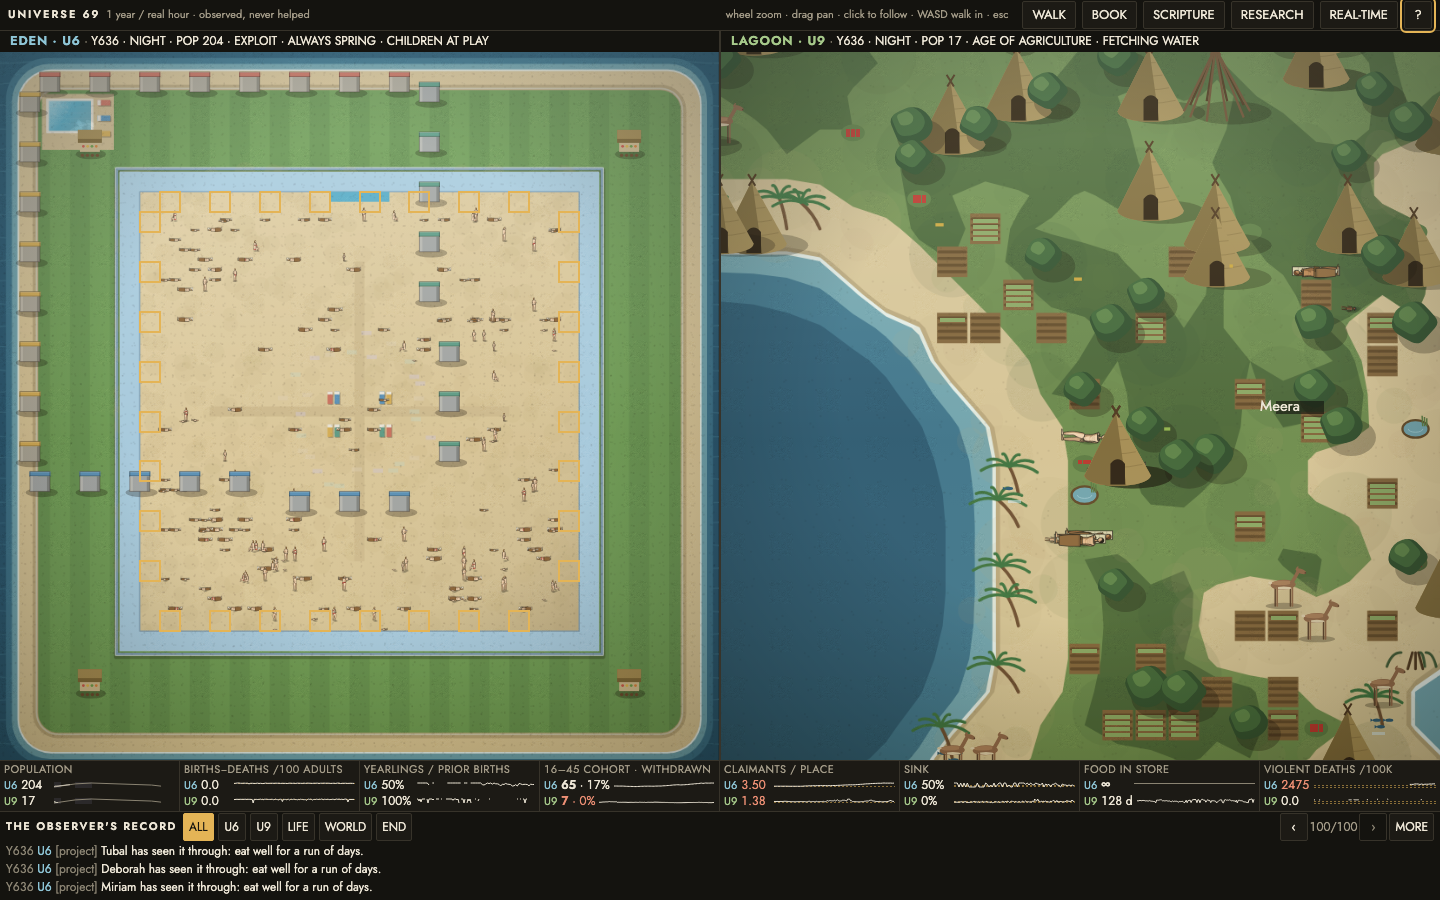 UNIVERSE 69 1 year / real hour · observed, never helped
wheel zoom · drag pan · click to follow · WASD walk in · esc
WALK BOOK SCRIPTURE RESEARCH REAL-TIME ?
EDEN · U6 · Y636 · NIGHT · POP 204 · EXPLOIT · ALWAYS SPRING · CHILDREN AT PLAY
LAGOON · U9 · Y636 · NIGHT · POP 17 · AGE OF AGRICULTURE · FETCHING WATER
Meera
POPULATION
U6 204
U9 17
BIRTHS–DEATHS /100 ADULTS
U6 0.0
U9 0.0
YEARLINGS / PRIOR BIRTHS
U6 50%
U9 100%
16–45 COHORT · WITHDRAWN
U6 65 · 17%
U9 7 · 0%
CLAIMANTS / PLACE
U6 3.50
U9 1.38
SINK
U6 50%
U9 0%
FOOD IN STORE
U6 ∞
U9 128 d
VIOLENT DEATHS /100K
U6 2475
U9 0.0
THE OBSERVER'S RECORD ALL U6 U9 LIFE WORLD END
‹ 100/100 › MORE
Y636 U6 [project] Tubal has seen it through: eat well for a run of days.
Y636 U6 [project] Deborah has seen it through: eat well for a run of days.
Y636 U6 [project] Miriam has seen it through: eat well for a run of days.